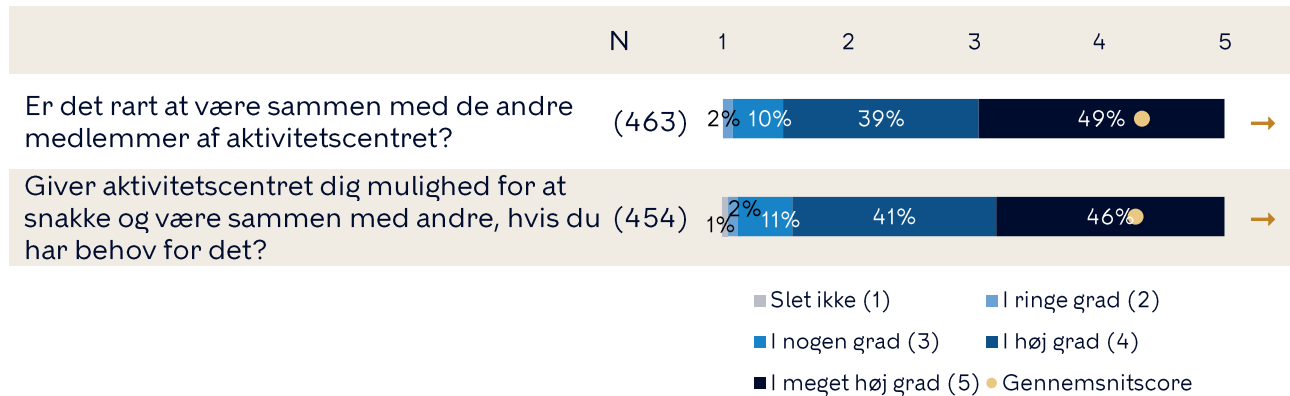 N 1 2 3 4 5
Er det rart at være sammen med de andre
medlemmer af aktivitetscentret?
(463) 2% 10% 39% 49%
Giver aktivitetscentret dig mulighed for at
snakke og være sammen med andre, hvis du
har behov for det?
(454) 1% 2% 11% 41% 46%
Slet ikke (1) I ringe grad (2)
I nogen grad (3) I høj grad (4)
I meget høj grad (5) Gennemsnitscore